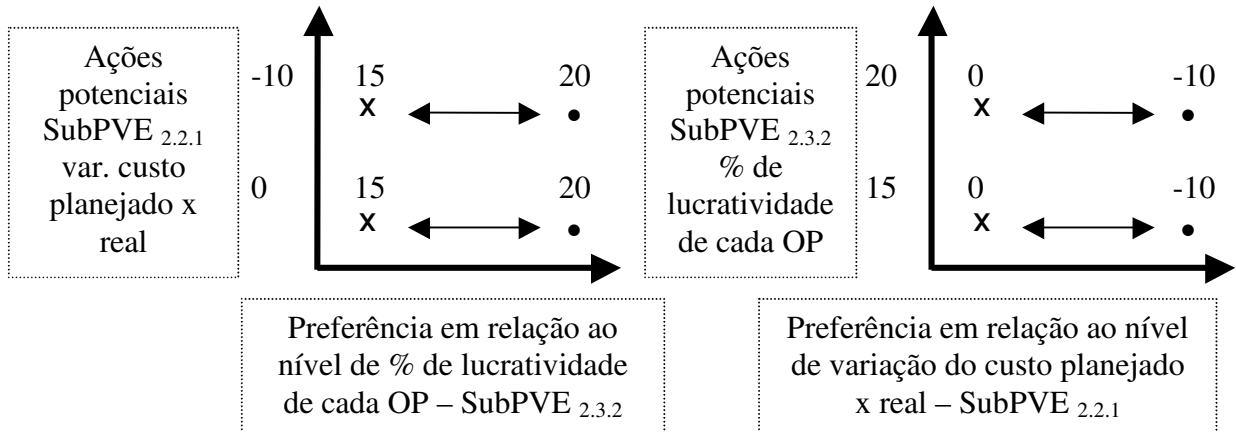 Ações
potenciais
SubPVE 2.2.1
var. custo
planejado x
real
-10 15 20
x •
0 15 20
x •
Preferência em relação ao
nível de % de lucratividade
de cada OP – SubPVE 2.3.2
Ações
potenciais
SubPVE 2.3.2
% de
lucratividade
de cada OP
20 0 -10
x •
15 0 -10
x •
Preferência em relação ao nível
de variação do custo planejado
x real – SubPVE 2.2.1